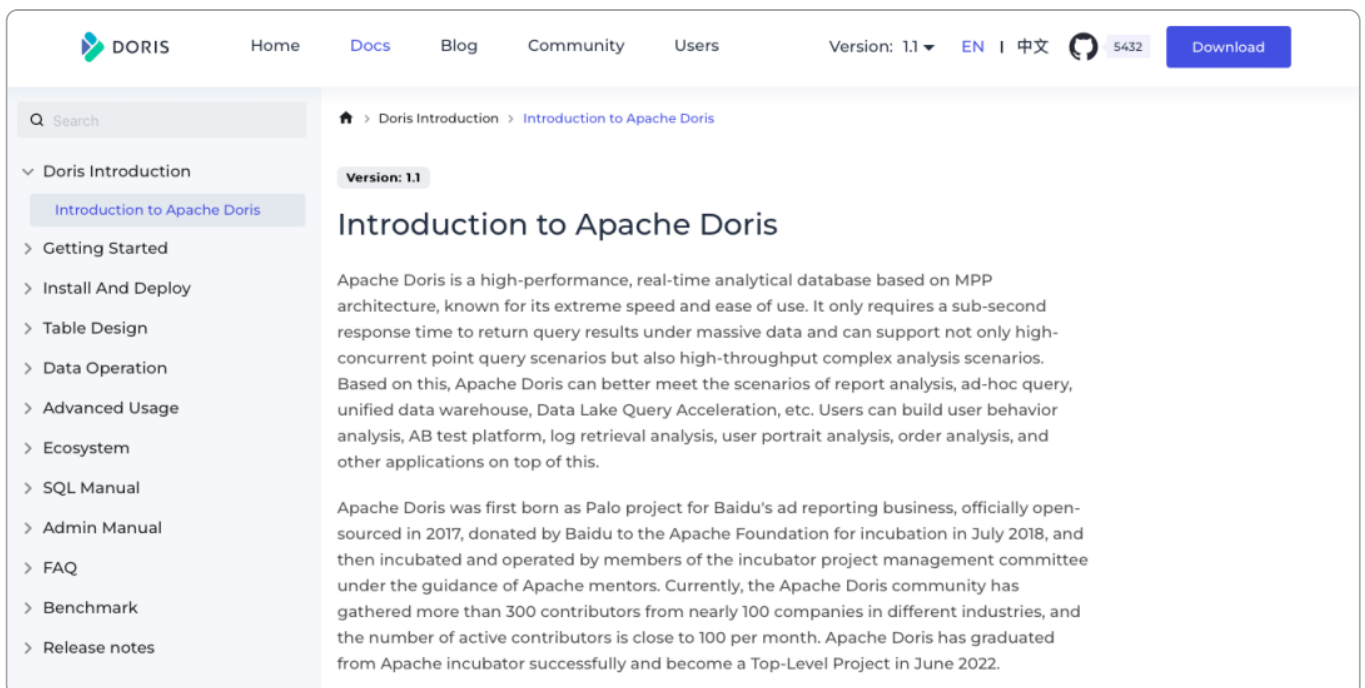 DORIS Home Docs Blog Community Users Version: 1.1 EN | 中文 5432 Download
Search
Doris Introduction
Introduction to Apache Doris
Getting Started
Install And Deploy
Table Design
Data Operation
Advanced Usage
Ecosystem
SQL Manual
Admin Manual
FAQ
Benchmark
Release notes
> Doris Introduction > Introduction to Apache Doris
Version: 1.1
Introduction to Apache Doris
Apache Doris is a high-performance, real-time analytical database based on MPP
architecture, known for its extreme speed and ease of use. It only requires a sub-second
response time to return query results under massive data and can support not only high-
concurrent point query scenarios but also high-throughput complex analysis scenarios.
Based on this, Apache Doris can better meet the scenarios of report analysis, ad-hoc query,
unified data warehouse, Data Lake Query Acceleration, etc. Users can build user behavior
analysis, AB test platform, log retrieval analysis, user portrait analysis, order analysis, and
other applications on top of this.
Apache Doris was first born as Palo project for Baidu's ad reporting business, officially open-
sourced in 2017, donated by Baidu to the Apache Foundation for incubation in July 2018, and
then incubated and operated by members of the incubator project management committee
under the guidance of Apache mentors. Currently, the Apache Doris community has
gathered more than 300 contributors from nearly 100 companies in different industries, and
the number of active contributors is close to 100 per month. Apache Doris has graduated
from Apache incubator successfully and become a Top-Level Project in June 2022.